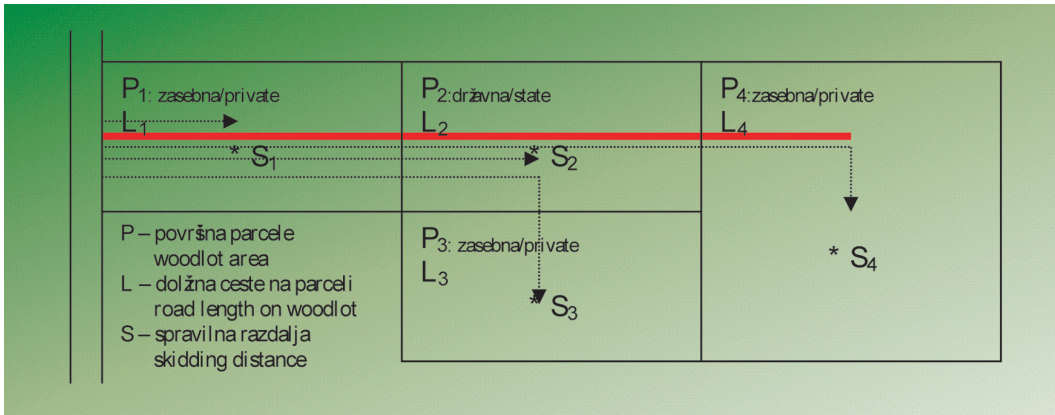 P1: zasebna/private
L1
* S1
P2:državna/state
L2
* S2
P4:zasebna/private
L4
* S4
P3: zasebna/private
L3
* S3
P – površna parcele
woodlot area
L – dolžna ceste na parceli
road length on woodlot
S – spravilna razdalja
skidding distance